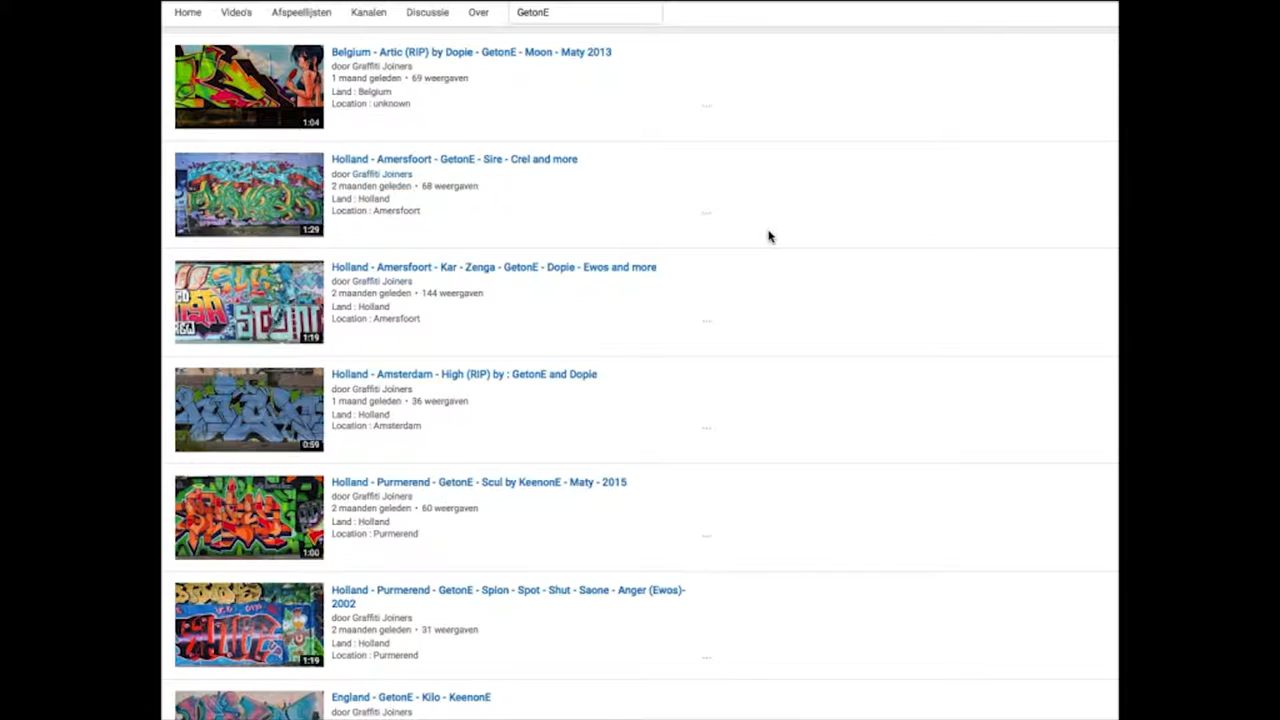 Home Video's Afspeellijsten Kanalen Discussie Over GetonE
Belgium - Artic (RIP) by Dopie - GetonE - Moon - Maty 2013
door Graffiti Joiners
1 maand geleden • 69 weergaven
Land : Belgium
Location : unknown
1:04
Holland - Amersfoort - GetonE - Sire - Crel and more
door Graffiti Joiners
2 maanden geleden • 68 weergaven
Land : Holland
Location : Amersfoort
1:29
Holland - Amersfoort - Kar - Zenga - GetonE - Dopie - Ewos and more
door Graffiti Joiners
2 maanden geleden • 144 weergaven
Land : Holland
Location : Amersfoort
1:19
Holland - Amsterdam - High (RIP) by : GetonE and Dopie
door Graffiti Joiners
1 maand geleden • 36 weergaven
Land : Holland
Location : Amsterdam
0:59
Holland - Purmerend - GetonE - Scul by KeenonE - Maty - 2015
door Graffiti Joiners
2 maanden geleden • 60 weergaven
Land : Holland
Location : Purmerend
1:00
Holland - Purmerend - GetonE - Spion - Spot - Shut - Saone - Anger (Ewos)-
2002
door Graffiti Joiners
2 maanden geleden • 31 weergaven
Land : Holland
Location : Purmerend
1:19
England - GetonE - Kilo - KeenonE
door Graffiti Joiners